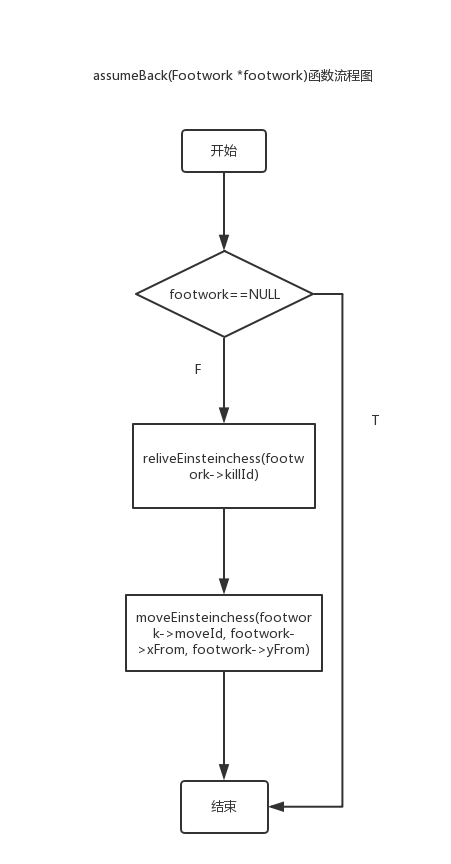 assumeBack(Footwork *footwork)函数流程图
开始
footwork==NULL
F
T
reliveEinsteinchess(footw
ork->killId)
moveEinsteinchess(footwor
k->moveId, footwork-
>xFrom, footwork->yFrom)
结束